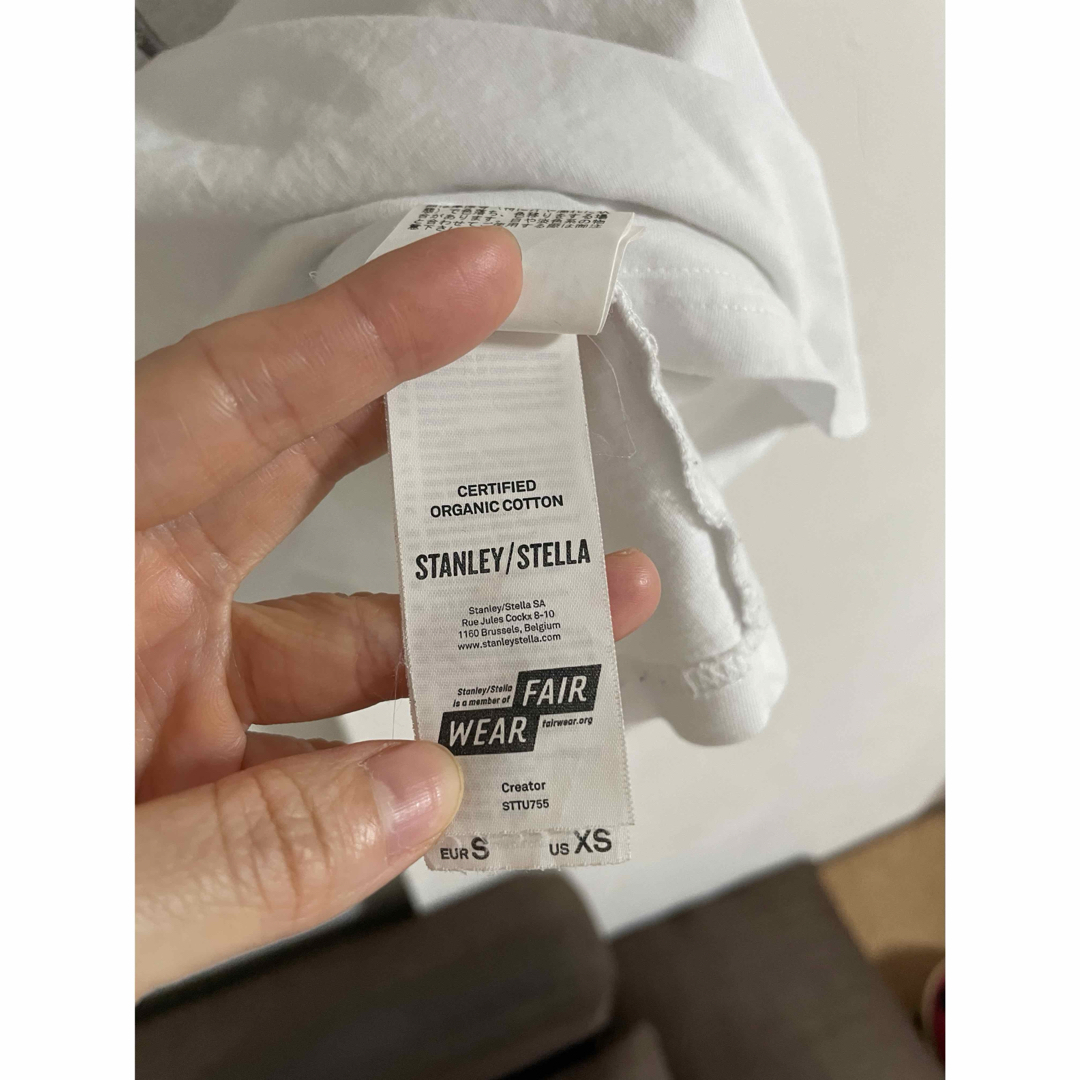 CERTIFIED
ORGANIC COTTON
STANLEY/STELLA
Stanley/Stella SA
Rue Jules Cockx 8-10
1160 Brussels, Belgium
www.stanleystella.com
Stanley/Stella
is a member of
FAIR
WEAR
fairwear.org
Creator
STTU755
EUR S US XS